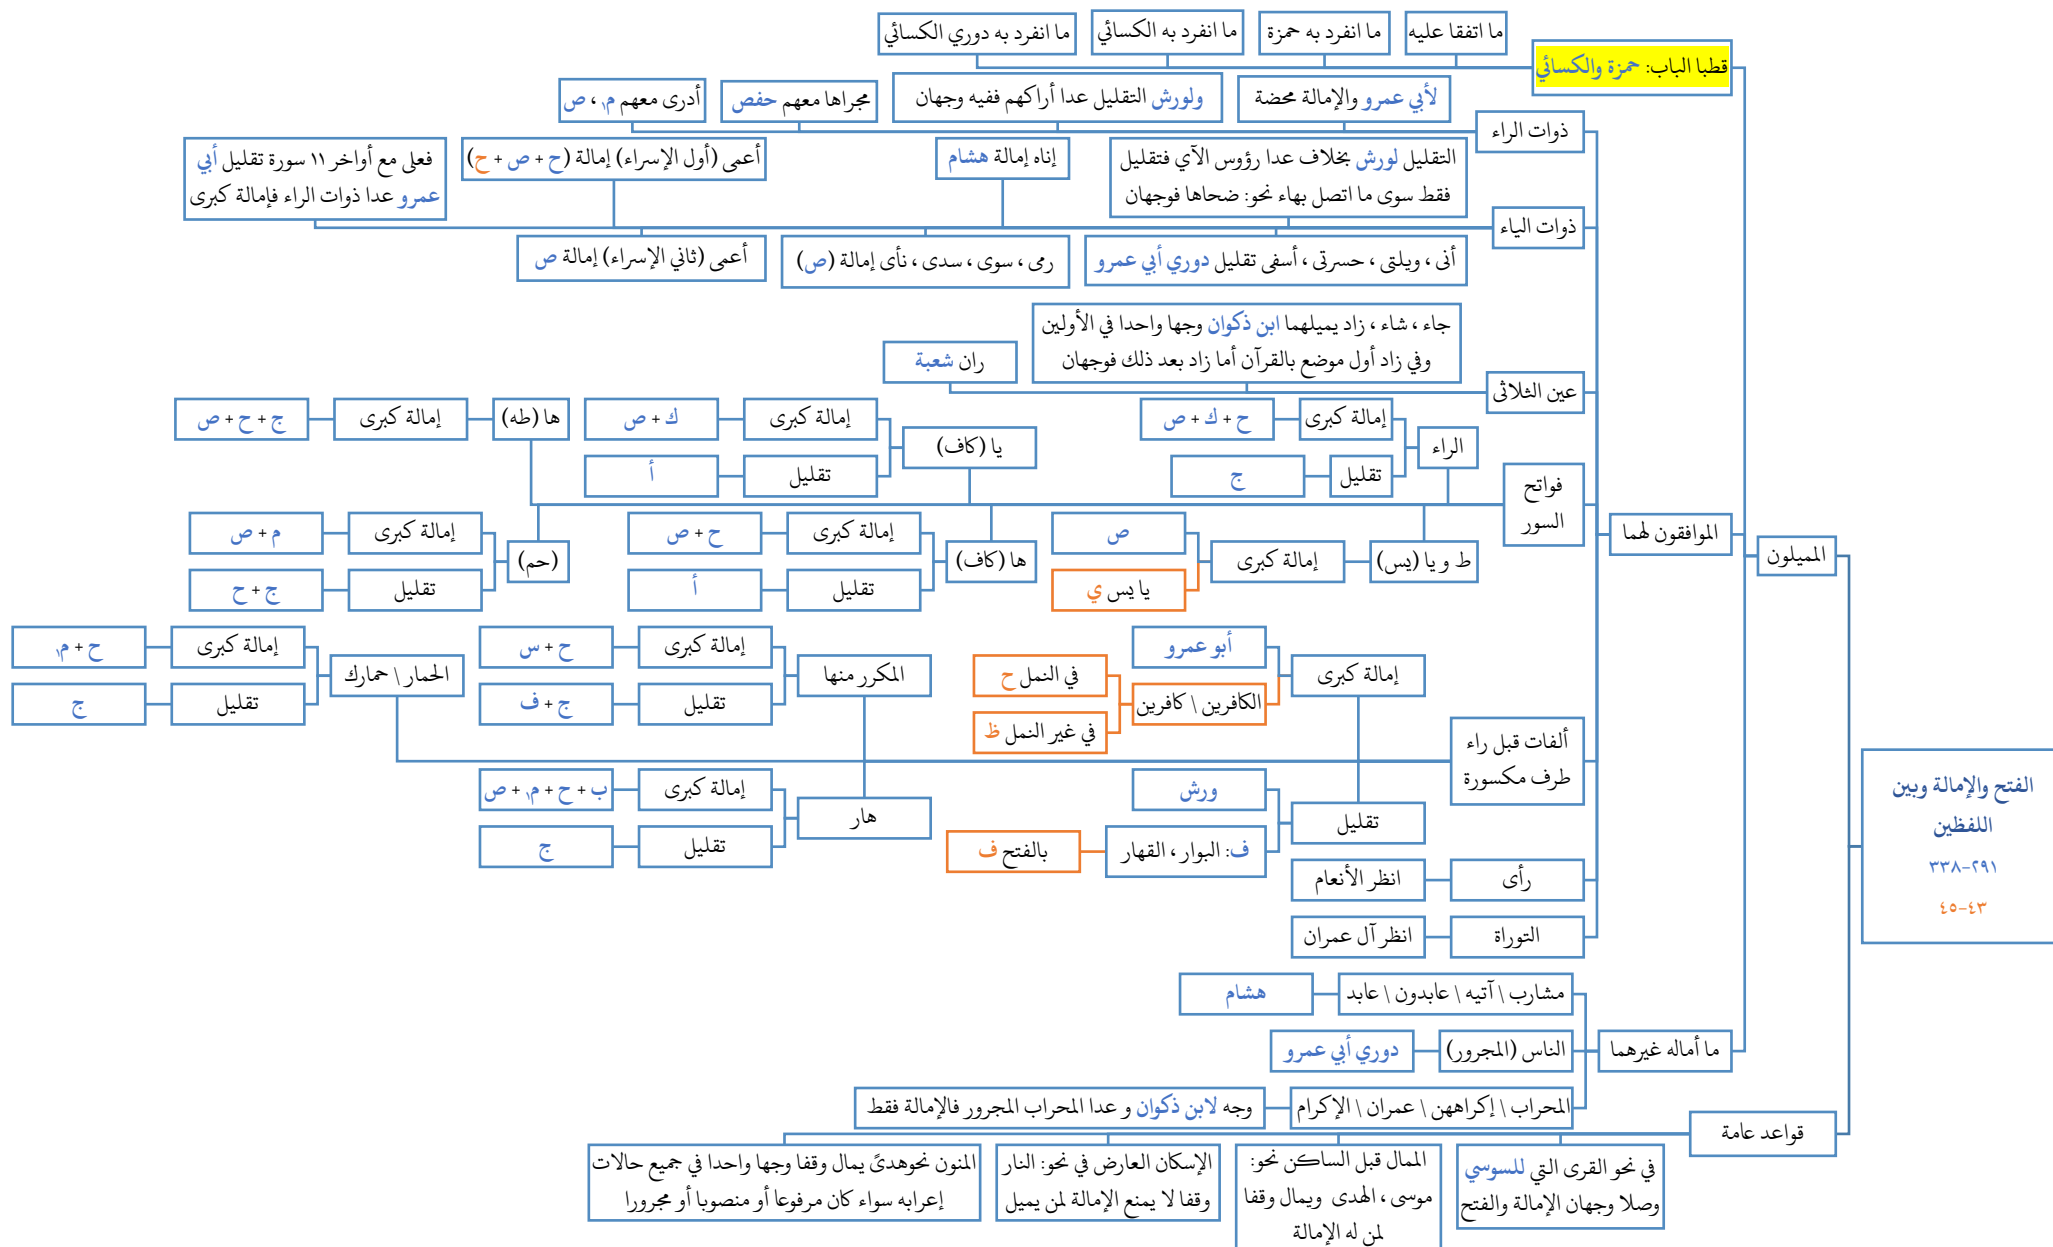 الفتح والإمالة وبين
اللفظين
٢٩١-٣٣٨
٤٣-٤٥
المميلون
قطبا الباب: حمزة والكسائي
ما اتفقا عليه
ما انفرد به حمزة
ما انفرد به الكسائي
ما انفرد به دوري الكسائي
الموافقون لهما
ذوات الراء
لأبي عمرو والإمالة محضة
ولورش التقليل عدا أراكهم ففيه وجهان
مجراها معهم حفص
أدرى معهم م، ص
ذوات الياء
التقليل لورش بخلاف عدا رؤوس الآي فتقليل
فقط سوى ما اتصل بهاء نحو: ضحاها فوجهان
إناه إمالة هشام
أعمى (أول الإسراء) إمالة (ح + ص + ح)
فعلى مع أواخر ١١ سورة تقليل أبي
عمرو عدا ذوات الراء فإمالة كبرى
أنى ، ويلتى ، حسرتى ، أسفى تقليل دوري أبي عمرو
رمى ، سوى ، سدى ، نأى إمالة (ص)
أعمى (ثاني الإسراء) إمالة ص
عين الثلاثى
جاء ، شاء ، زاد يميلهما ابن ذكوان وجها واحدا في الأولين
وفي زاد أول موضع بالقرآن أما زاد بعد ذلك فوجهان
ران شعبة
فواتح
السور
الراء
إمالة كبرى
ح + ك + ص
تقليل
ج
يا (كاف)
إمالة كبرى
ك + ص
تقليل
أ
ها (طه)
إمالة كبرى
ج + ح + ص
ط و يا (يس)
إمالة كبرى
ص
يا يس ي
ها (كاف)
إمالة كبرى
ح + ص
تقليل
أ
(حم)
إمالة كبرى
م + ص
تقليل
ج + ح
ألفات قبل راء
طرف مكسورة
إمالة كبرى
أبو عمرو
الكافرين \ كافرين
في النمل ح
في غير النمل ظ
تقليل
ورش
ف: البوار ، القهار
بالفتح ف
المكرر منها
إمالة كبرى
ح + س
تقليل
ج + ف
هار
إمالة كبرى
ب + ح + م١ + ص
تقليل
ج
الحمار \ حمارك
إمالة كبرى
ح + م١
تقليل
ج
رأى
انظر الأنعام
التوراة
انظر آل عمران
ما أماله غيرهما
مشارب \ آتيه \ عابدون \ عابد
هشام
الناس (المجرور)
دوري أبي عمرو
المحراب \ إكراههن \ عمران \ الإكرام
وجه لابن ذكوان و عدا المحراب المجرور فالإمالة فقط
قواعد عامة
في نحو القرى التي للسوسي
وصلا وجهان الإمالة والفتح
الممال قبل الساكن نحو:
موسى ، الهدى ويمال وقفا
لمن له الإمالة
الإسكان العارض في نحو: النار
وقفا لا يمنع الإمالة لمن يميل
المنون نحوهدىً يمال وقفا وجها واحدا في جميع حالات
إعرابه سواء كان مرفوعا أو منصوبا أو مجرورا